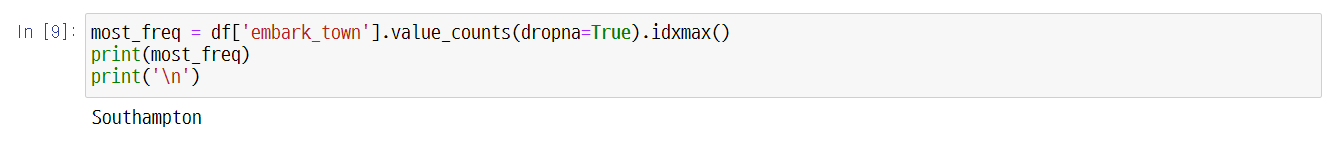 In [9]: most_freq = df['embark_town'].value_counts(dropna=True).idxmax()
print(most_freq)
print('\n')
Southampton